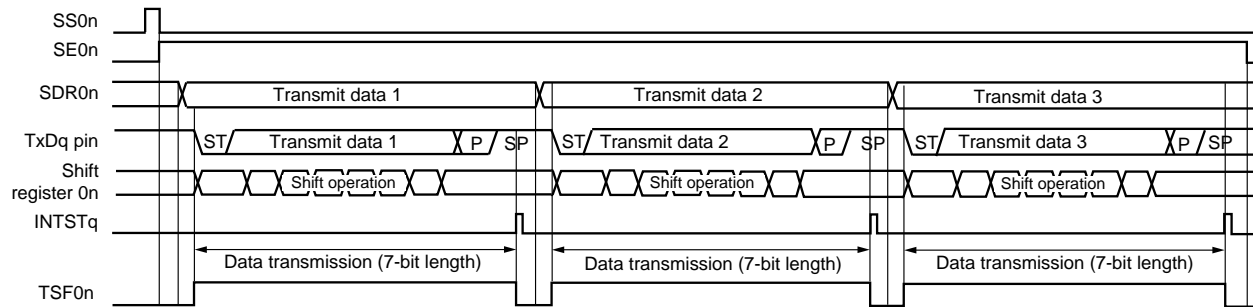 SS0n
SE0n
SDR0n Transmit data 1 Transmit data 2 Transmit data 3
TxDq pin ST Transmit data 1 P SP ST Transmit data 2 P SP ST Transmit data 3 P SP
Shift
register 0n Shift operation Shift operation Shift operation
INTSTq
Data transmission (7-bit length) Data transmission (7-bit length) Data transmission (7-bit length)
TSF0n